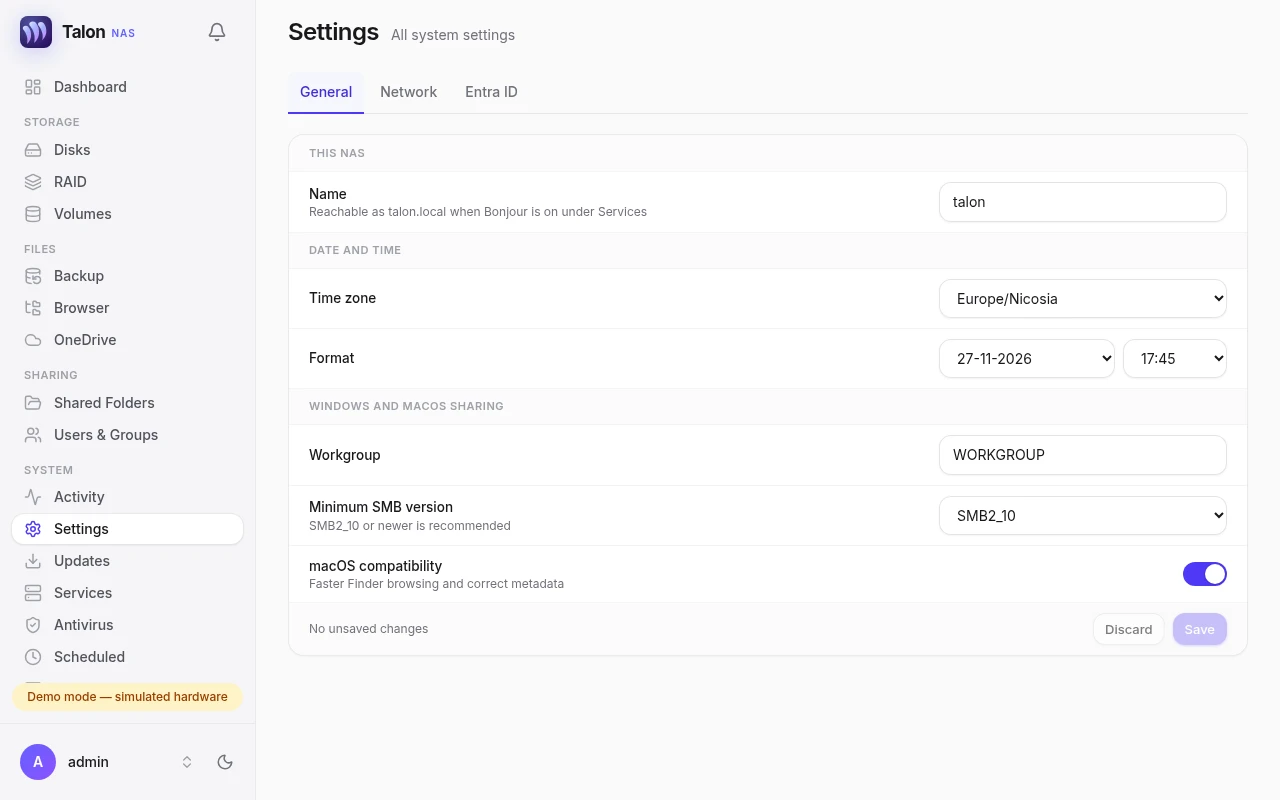 Talon NAS
Dashboard
STORAGE
Disks
RAID
Volumes
FILES
Backup
Browser
OneDrive
SHARING
Shared Folders
Users & Groups
SYSTEM
Activity
Settings
Updates
Services
Antivirus
Scheduled
Demo mode — simulated hardware
A
admin
Settings
All system settings
General
Network
Entra ID
THIS NAS
Name
Reachable as talon.local when Bonjour is on under Services
talon
DATE AND TIME
Time zone
Europe/Nicosia
Format
27-11-2026
17:45
WINDOWS AND MACOS SHARING
Workgroup
WORKGROUP
Minimum SMB version
SMB2_10 or newer is recommended
SMB2_10
macOS compatibility
Faster Finder browsing and correct metadata
No unsaved changes
Discard
Save